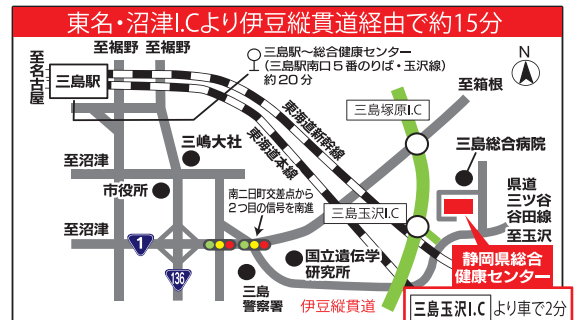 東名・沼津I.Cより伊豆縦貫道経由で約15分
至裾野
至裾野
至名古屋
三島駅
三島駅～総合健康センター
(三島駅南口5番のりば・玉沢線)
約20分
N
至箱根
東海道新幹線
東海道本線
三島塚原I.C
三嶋大社
至沼津
市役所
三島総合病院
県道
三ツ谷
谷田線
至玉沢
南二日町交差点から
2つ目の信号を南進
三島玉沢I.C
至沼津
1
136
国立遺伝学
研究所
三島
警察署
伊豆縦貫道
静岡県総合
健康センター
三島玉沢I.C より車で2分